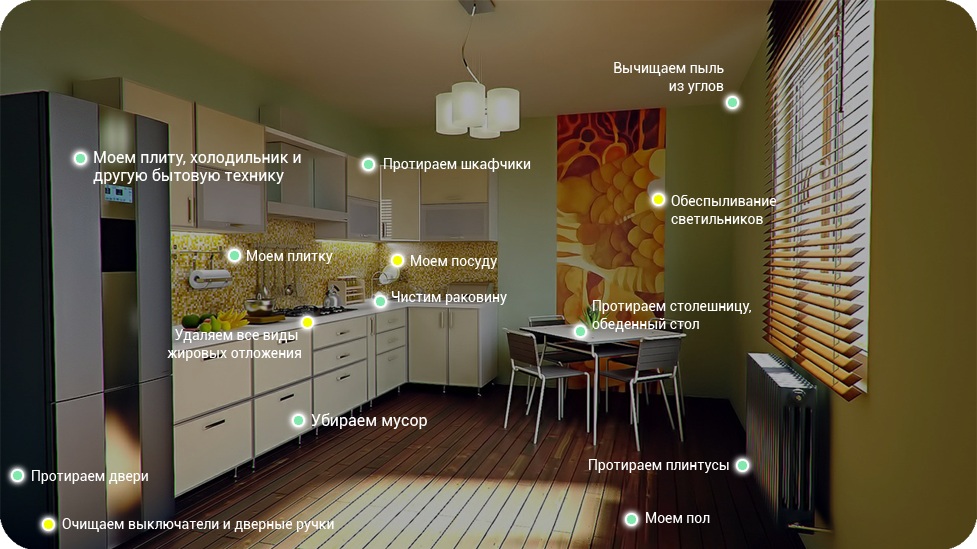 Вычищаем пыль
из углов
Моем плиту, холодильник и
другую бытовую технику
Протираем шкафчики
Обеспыливание
светильников
Моем плитку
Моем посуду
Чистим раковину
Протираем столешницу,
обеденный стол
Удаляем все виды
жировых отложения
Убираем мусор
Протираем плинтусы
Протираем двери
Моем пол
Очищаем выключатели и дверные ручки